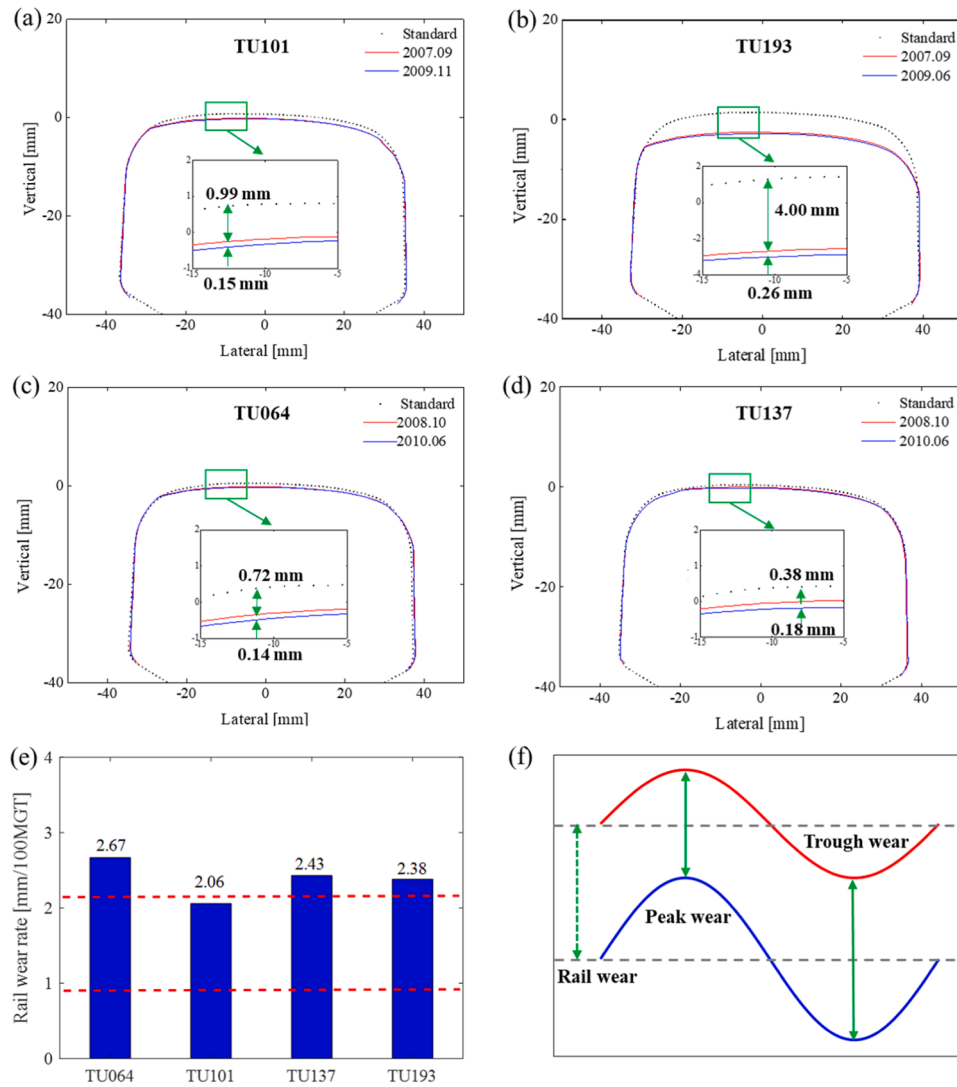 (a)
TU101
Standard
2007.09
2009.11
20
0
-20
-40
Vertical [mm]
2
1
0
-1
0.99 mm
0.15 mm
-15
-10
-5
-40
-20
0
20
40
Lateral [mm]
(b)
TU193
Standard
2007.09
2009.06
20
0
-20
-40
Vertical [mm]
2
0
-2
-4
4.00 mm
0.26 mm
-15
-10
-5
-40
-20
0
20
40
Lateral [mm]
(c)
TU064
Standard
2008.10
2010.06
20
0
-20
-40
Vertical [mm]
2
1
0
-1
0.72 mm
0.14 mm
-15
-10
-5
-40
-20
0
20
40
Lateral [mm]
(d)
TU137
Standard
2008.10
2010.06
20
0
-20
-40
Vertical [mm]
2
1
0
-1
0.38 mm
0.18 mm
-15
-10
-5
-40
-20
0
20
40
Lateral [mm]
(e)
4
3
2
1
0
Rail wear rate [mm/100MGT]
2.67
2.06
2.43
2.38
TU064
TU101
TU137
TU193
(f)
Trough wear
Peak wear
Rail wear